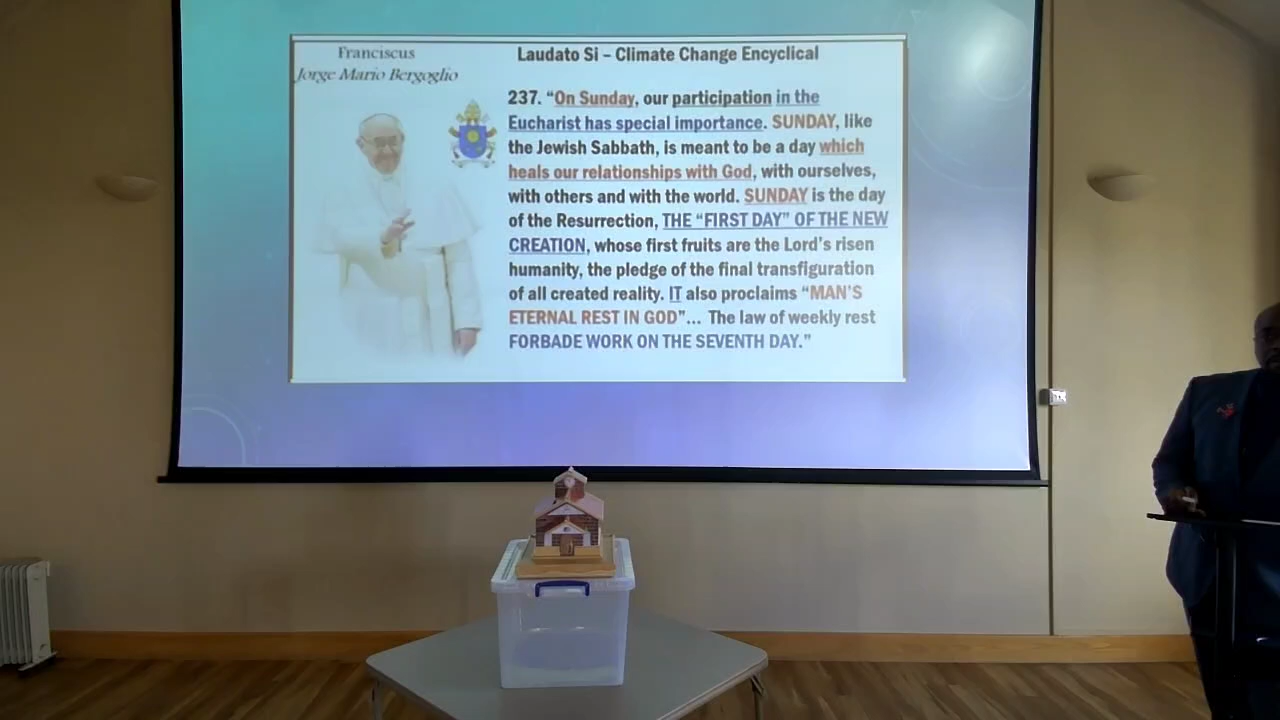 Franciscus
Jorge Mario Bergoglio
Laudato Si – Climate Change Encyclical
237. “On Sunday, our participation in the
Eucharist has special importance. SUNDAY, like
the Jewish Sabbath, is meant to be a day which
heals our relationships with God, with ourselves,
with others and with the world. SUNDAY is the day
of the Resurrection, THE “FIRST DAY” OF THE NEW
CREATION, whose first fruits are the Lord’s risen
humanity, the pledge of the final transfiguration
of all created reality. IT also proclaims “MAN’S
ETERNAL REST IN GOD”... The law of weekly rest
FORBADE WORK ON THE SEVENTH DAY.”